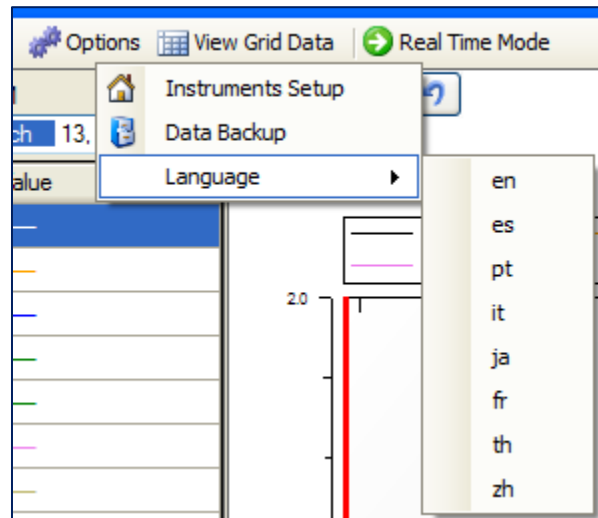 Options View Grid Data Real Time Mode
Instruments Setup
13,
Data Backup
Language
en
es
pt
it
ja
fr
th
zh
2.0